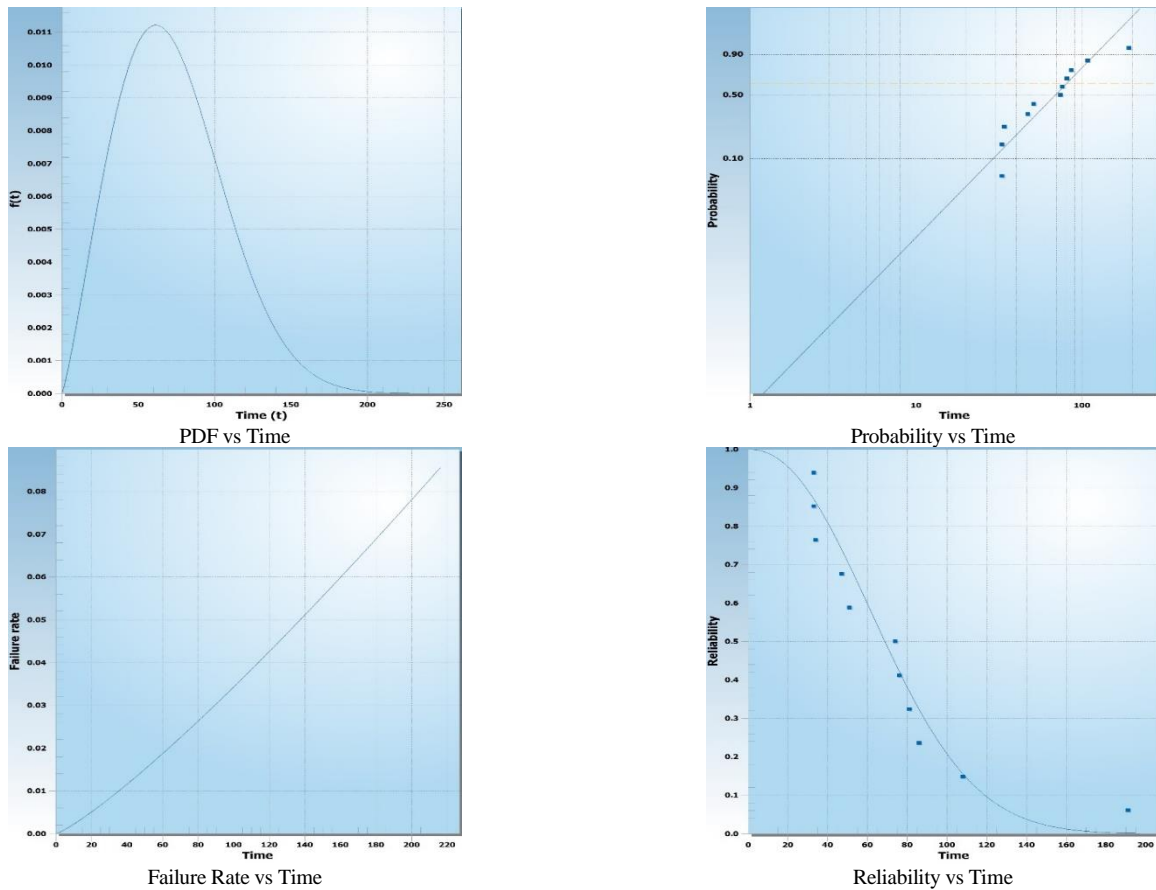 0.011
0.010
0.009
0.008
0.007
0.006
0.005
0.004
0.003
0.002
0.001
0.000
f(t)
0 50 100 150 200 250
Time (t)
PDF vs Time
0.90
0.50
0.10
Probability
1 10 100
Time
Probability vs Time
0.08
0.07
0.06
0.05
0.04
0.03
0.02
0.01
0.00
Failure rate
0 20 40 60 80 100 120 140 160 180 200 220
Time
Failure Rate vs Time
1.0
0.9
0.8
0.7
0.6
0.5
0.4
0.3
0.2
0.1
0.0
Reliability
0 20 40 60 80 100 120 140 160 180 200
Time
Reliability vs Time